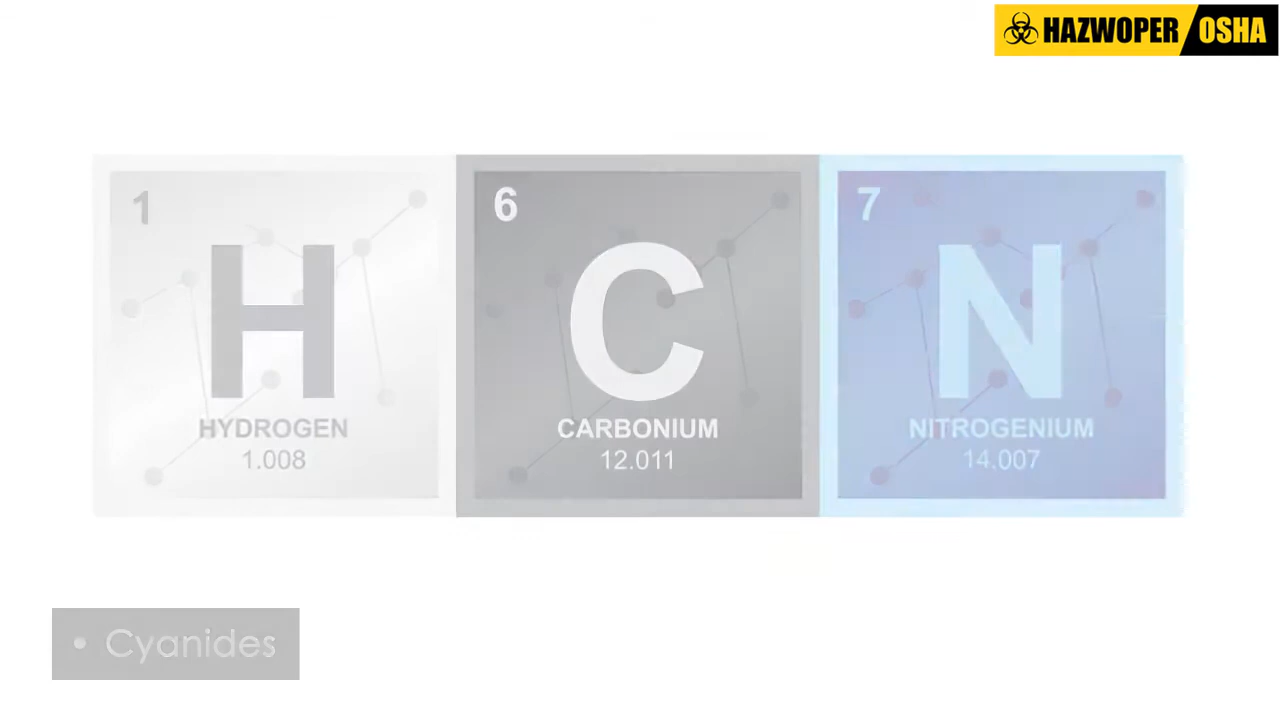 HAZWOPER OSHA
1
H
HYDROGEN
1.008
6
C
CARBONIUM
12.011
7
N
NITROGENIUM
14.007
• Cyanides